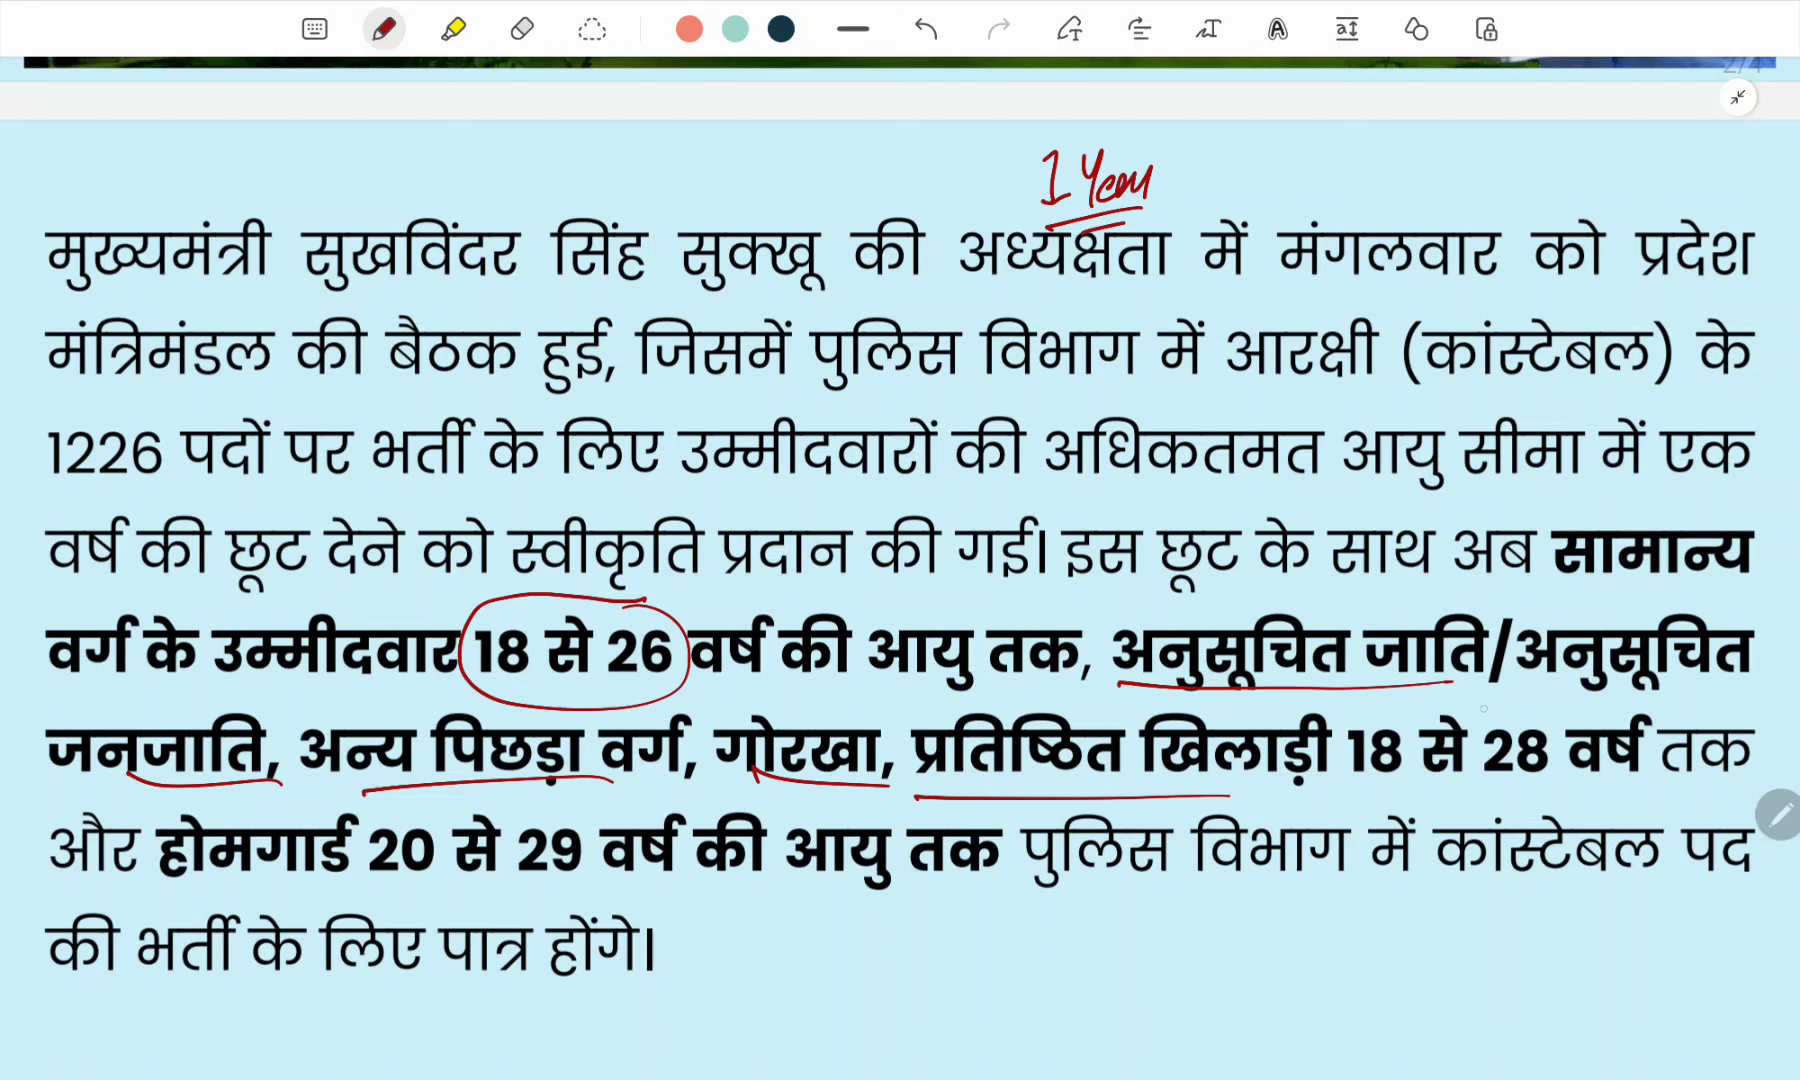 2/4
1 Year
मुख्यमंत्री सुखविंदर सिंह सुक्खू की अध्यक्षता में मंगलवार को प्रदेश
मंत्रिमंडल की बैठक हुई, जिसमें पुलिस विभाग में आरक्षी (कांस्टेबल) के
1226 पदों पर भर्ती के लिए उम्मीदवारों की अधिकतमत आयु सीमा में एक
वर्ष की छूट देने को स्वीकृति प्रदान की गई। इस छूट के साथ अब सामान्य
वर्ग के उम्मीदवार 18 से 26 वर्ष की आयु तक, अनुसूचित जाति/अनुसूचित
जनजाति, अन्य पिछड़ा वर्ग, गोरखा, प्रतिष्ठित खिलाड़ी 18 से 28 वर्ष तक
और होमगार्ड 20 से 29 वर्ष की आयु तक पुलिस विभाग में कांस्टेबल पद
की भर्ती के लिए पात्र होंगे।